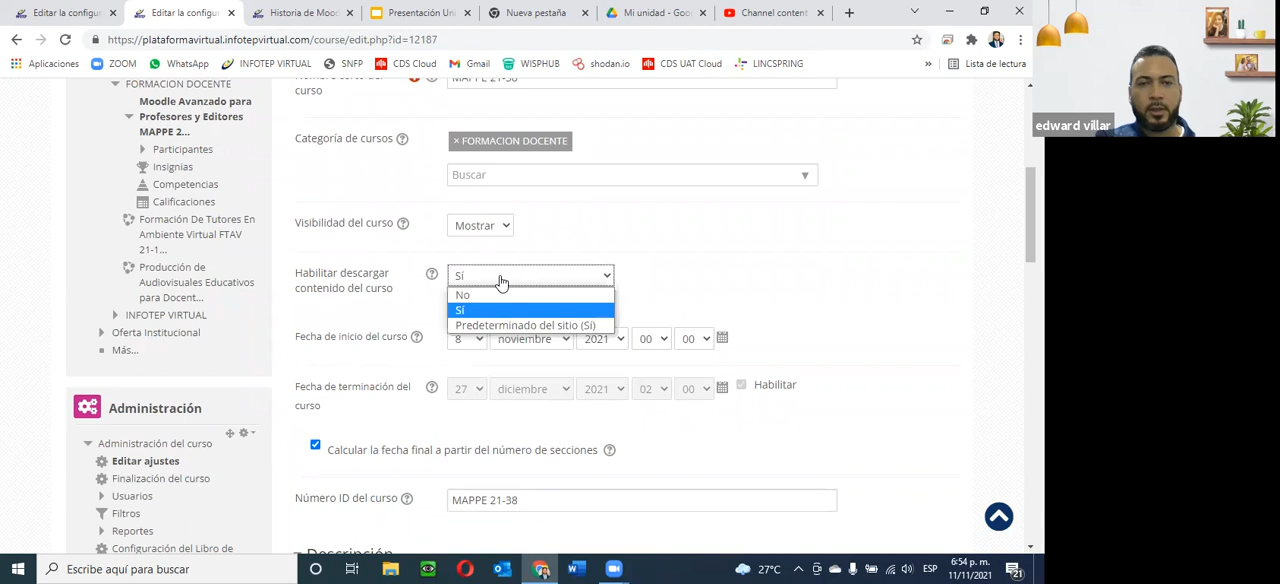 Editar la configur
Editar la configur
Historia de Mood
Presentación Uni
Nueva pestaña
Mi unidad - Goo
Channel content
https://plataformavirtual.infotepvirtual.com/course/edit.php?id=12187
Aplicaciones
ZOOM
WhatsApp
INFOTEP VIRTUAL
SNFP
CDS Cloud
Gmail
WISPHUB
shodan.io
CDS UAT Cloud
LINCSPRING
»
Lista de lectura
edward villar
FORMACIÓN DOCENTE
Moodle Avanzado para
Profesores y Editores
MAPPE 2...
Participantes
Insignias
Competencias
Calificaciones
Formación De Tutores En
Ambiente Virtual FTAV
21-1...
Producción de
Audiovisuales Educativos
para Docent...
INFOTEP VIRTUAL
Oferta Institucional
Más...
Administración
Administración del curso
Editar ajustes
Finalización del curso
Usuarios
Filtros
Reportes
Configuración del Libro de
curso
MAPPE 21-38
Categoría de cursos
× FORMACION DOCENTE
Buscar
Visibilidad del curso
Mostrar
Habilitar descargar
contenido del curso
Sí
No
Sí
Predeterminado del sitio (Sí)
Fecha de inicio del curso
8 noviembre 2021 00 00
Fecha de terminación del
curso
27 diciembre 2021 02 00 Habilitar
Calcular la fecha final a partir del número de secciones
Número ID del curso
MAPPE 21-38
Descripción
Escribe aquí para buscar
27°C
ESP
6:54 p. m.
11/11/2021
21